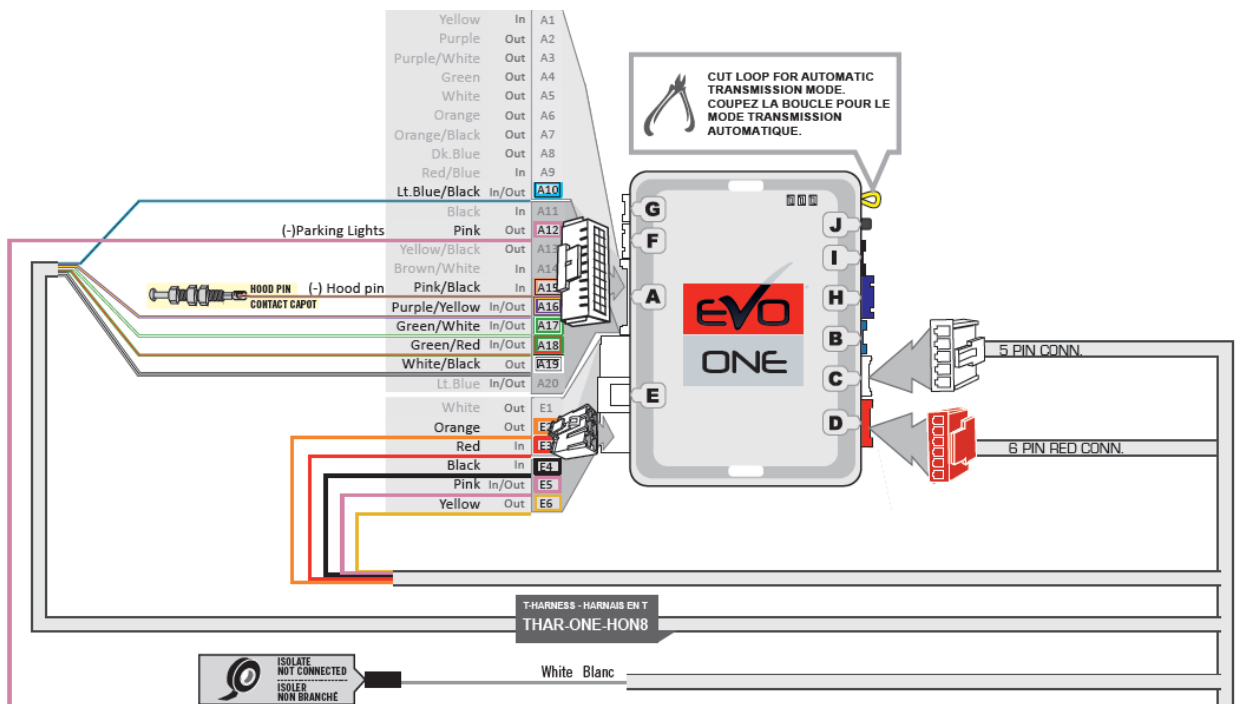 Yellow In A1
Purple Out A2
Purple/White Out A3
Green Out A4
White Out A5
Orange Out A6
Orange/Black Out A7
Dk.Blue Out A8
Red/Blue In A9
Lt.Blue/Black In/Out A10
Black In A11
(-)Parking Lights Pink Out A12
Yellow/Black Out A13
Brown/White In A14
HOOD PIN
CONTACT CAPOT
(-) Hood pin Pink/Black In A15
Purple/Yellow In/Out A16
Green/White In/Out A17
Green/Red In/Out A18
White/Black Out A19
Lt.Blue In/Out A20
White Out E1
Orange Out E2
Red In E3
Black In E4
Pink In/Out E5
Yellow Out E6
CUT LOOP FOR AUTOMATIC
TRANSMISSION MODE.
COUPEZ LA BOUCLE POUR LE
MODE TRANSMISSION
AUTOMATIQUE.
G
F
A
E
J
I
H
B
C
D
EVO
ONE
5 PIN CONN.
6 PIN RED CONN.
T-HARNESS - HARNAIS EN T
THAR-ONE-HON8
ISOLATE
NOT CONNECTED
ISOLER
NON BRANCHÉ
White Blanc